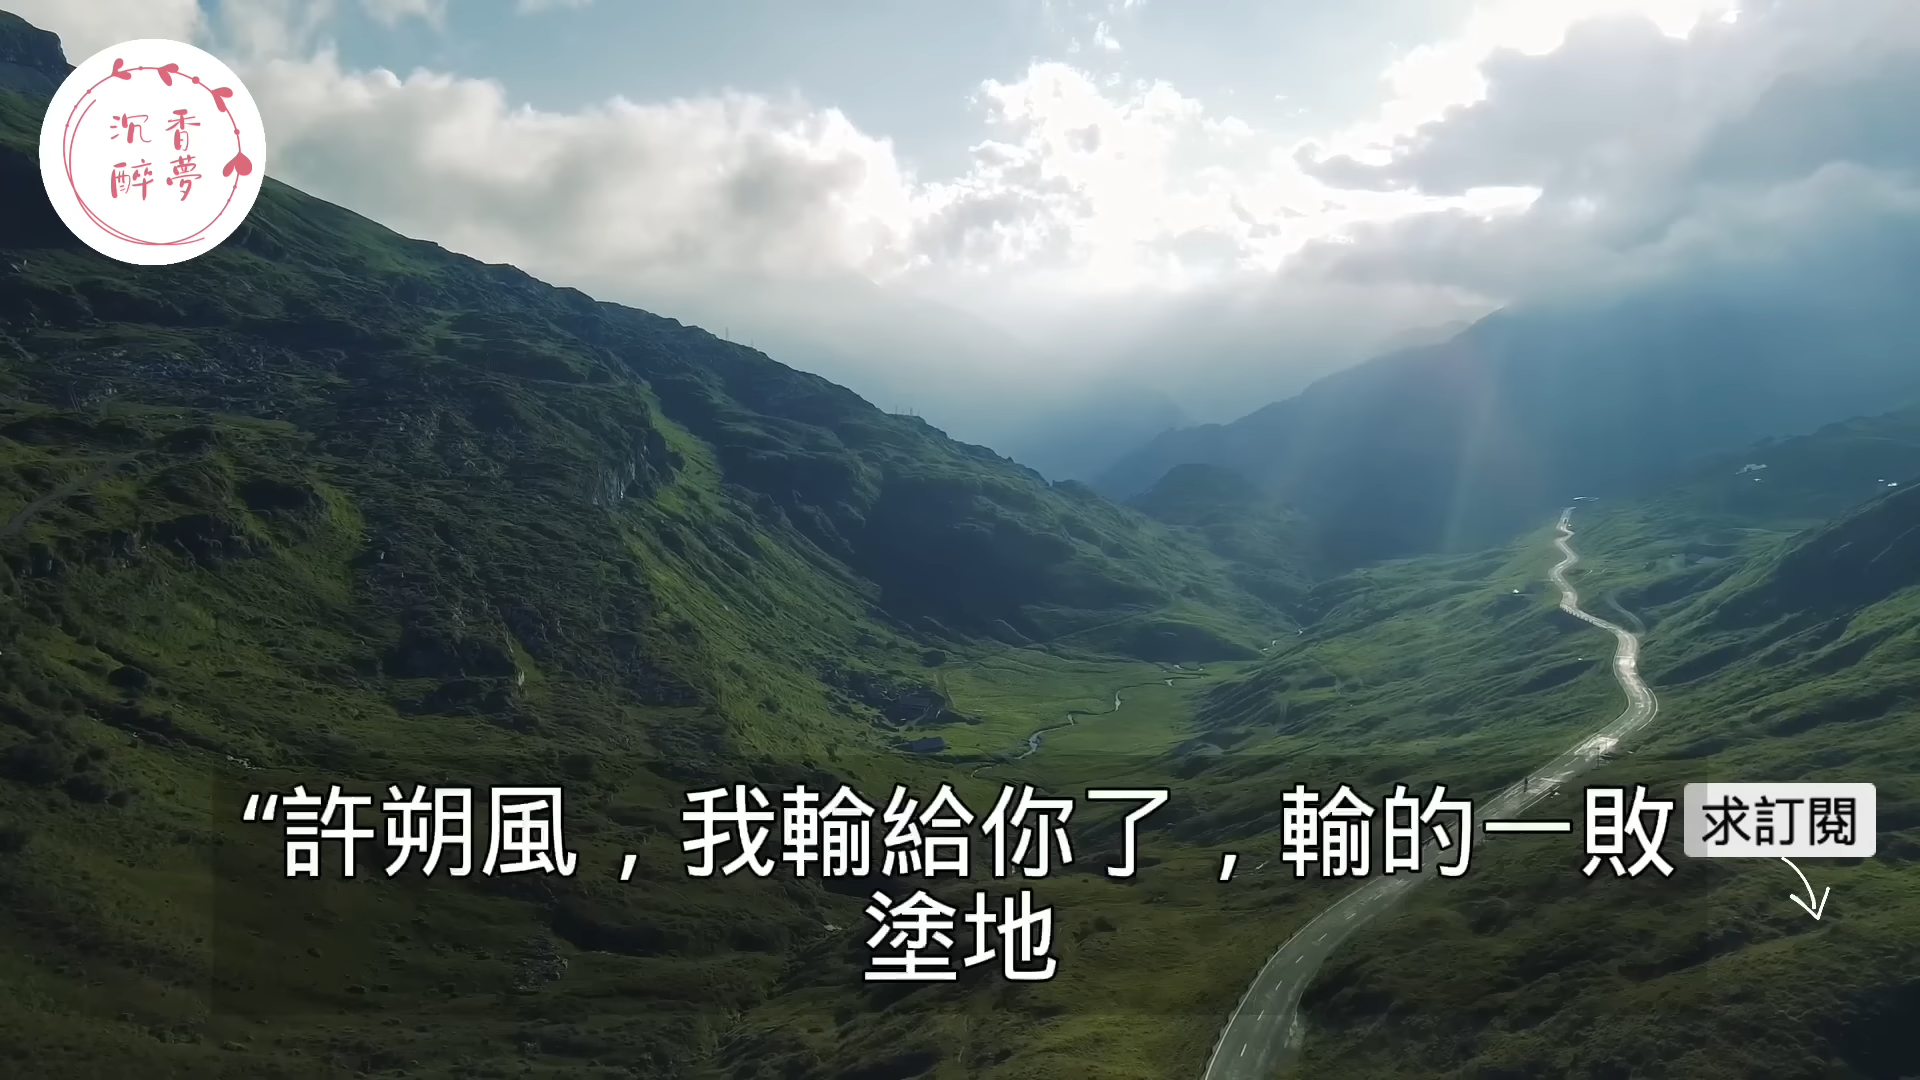 沉香
醉夢
“許朔風，我輸給你了，輸的一敗
塗地
求訂閱